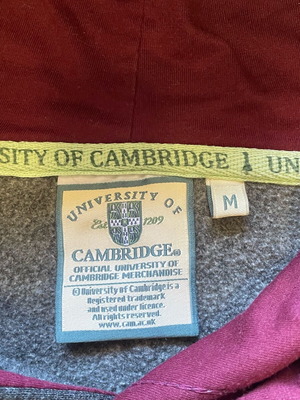 SITY OF CAMBRIDGE 1 UN
UNIVERSITY OF
Est. 1209
CAMBRIDGE®
OFFICIAL UNIVERSITY OF
CAMBRIDGE MERCHANDISE
© University of Cambridge is a
Registered trademark
and used under licence.
All rights reserved.
www.cam.ac.uk
M